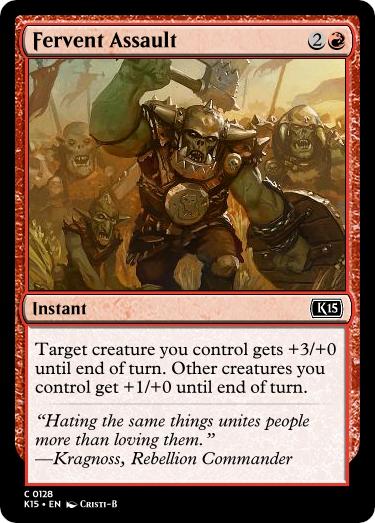 Fervent Assault 2
Instant K15
Target creature you control gets +3/+0
until end of turn. Other creatures you
control get +1/+0 until end of turn.
“Hating the same things unites people
more than loving them.”
—Kragnoss, Rebellion Commander
C 0128
K15 • EN Cristi-B